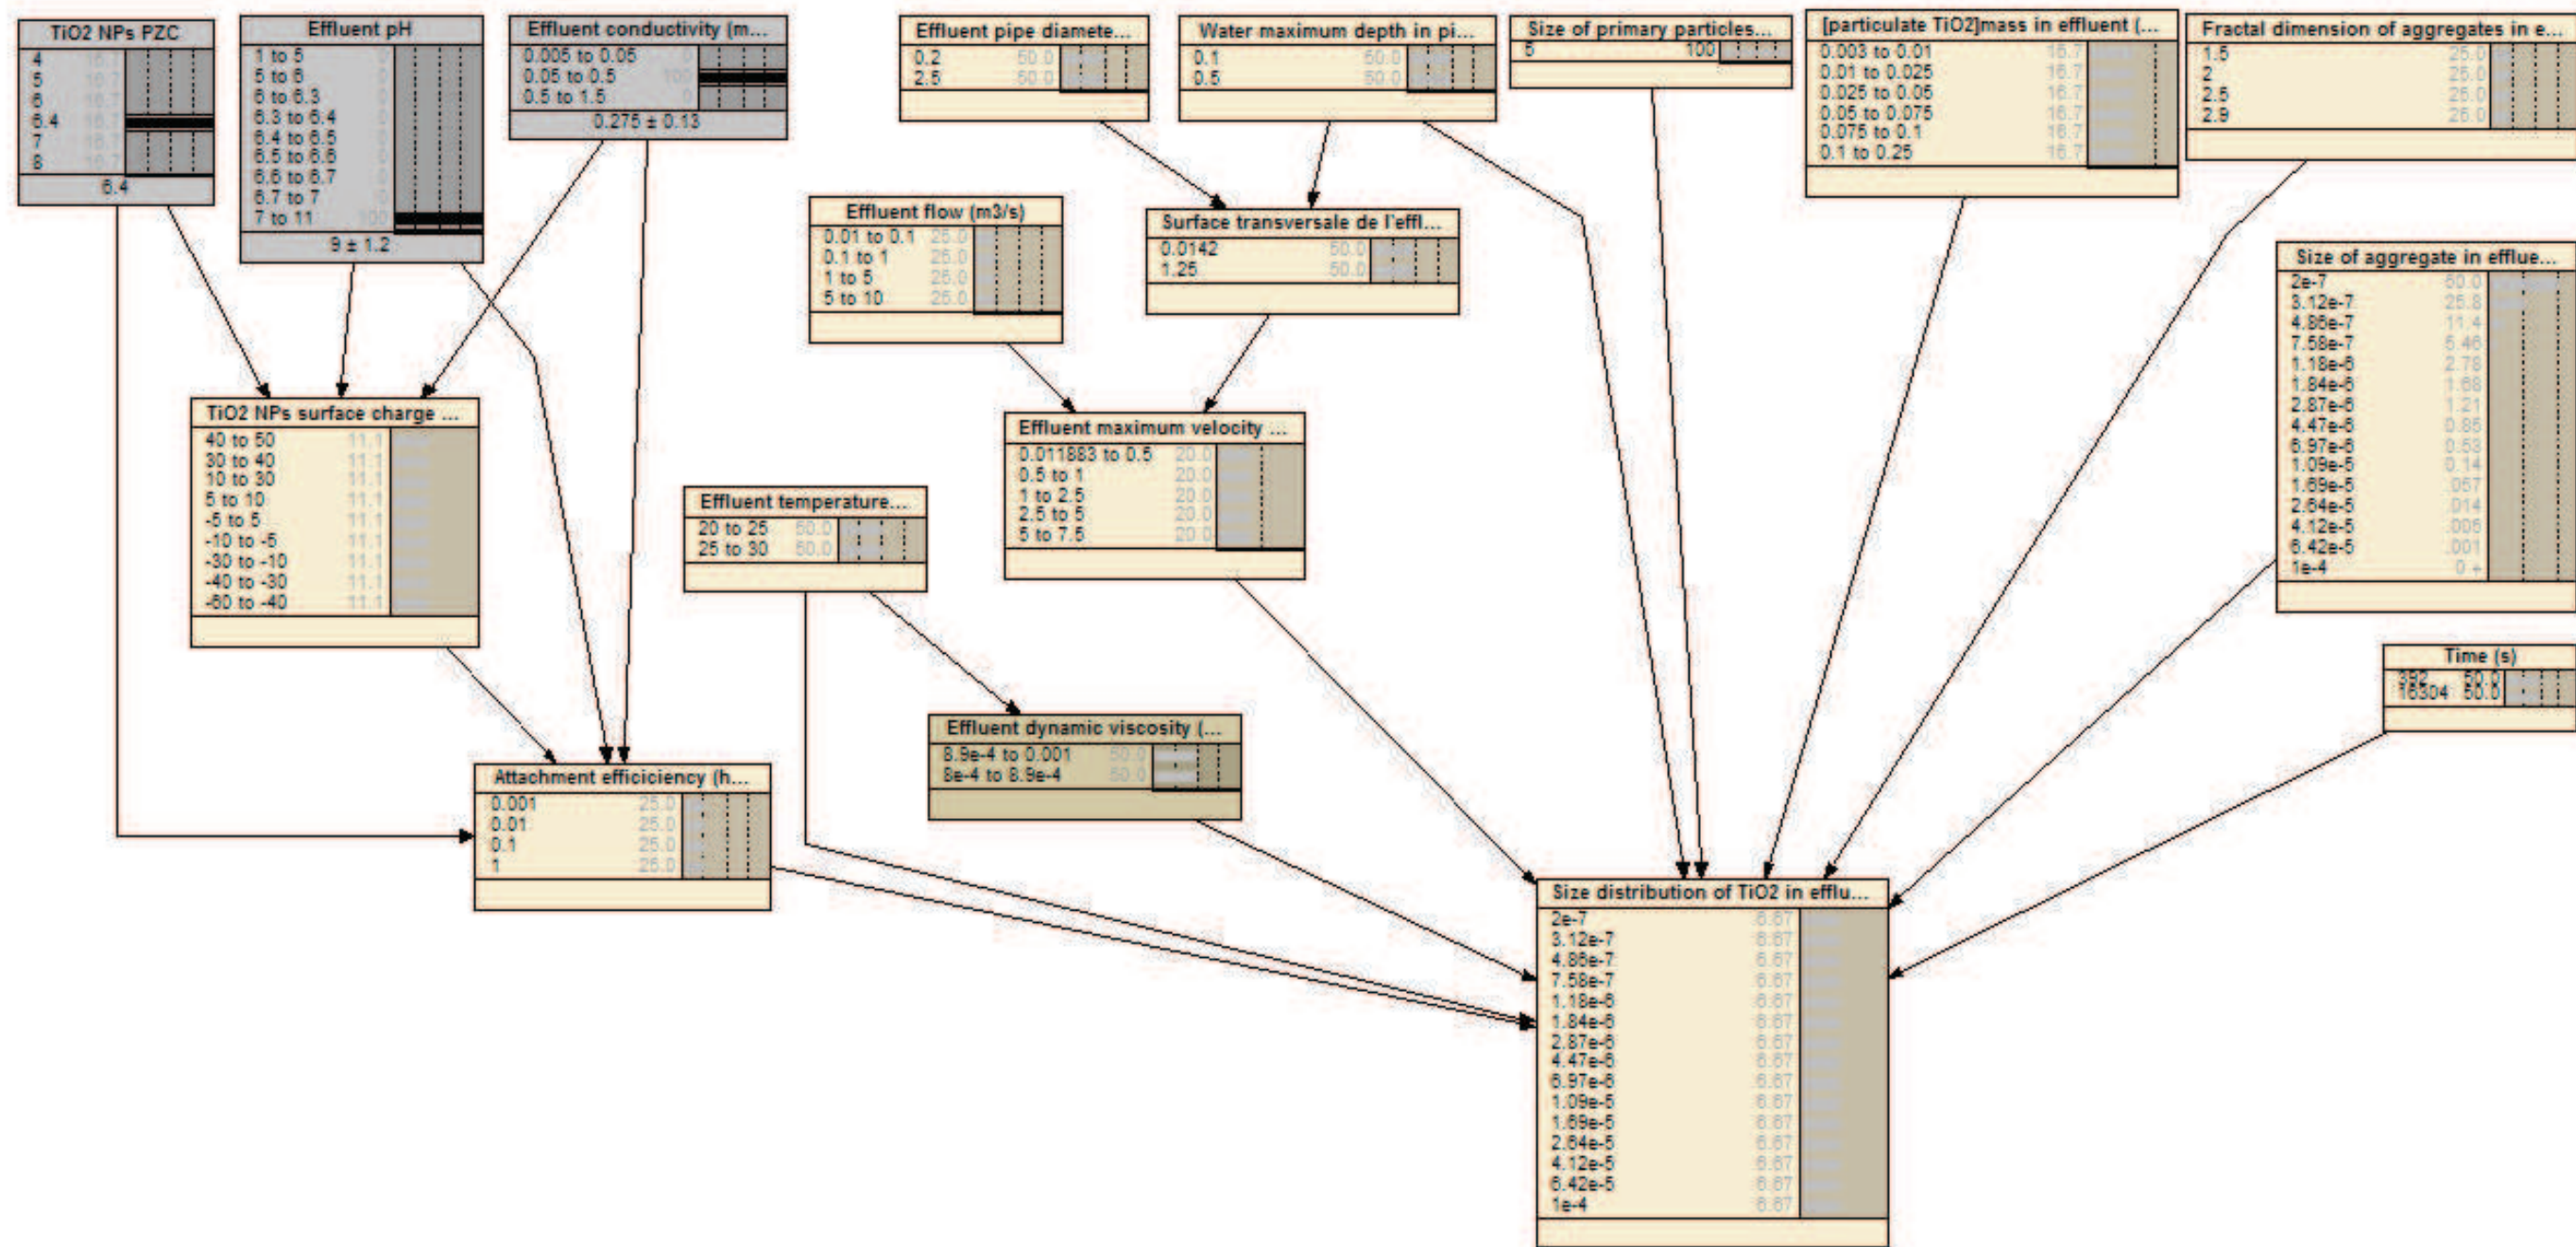 TiO2 NPs PZC
4 16.7
5 16.7
6 16.7
6.4 16.7
7 16.7
8 16.7
6.4
Effluent pH
1 to 5 0
5 to 6 0
6 to 6.3 0
6.3 to 6.4 0
6.4 to 6.5 0
6.5 to 6.6 0
6.6 to 6.7 0
6.7 to 7 0
7 to 11 100
9 ± 1.2
Effluent conductivity (m...
0.005 to 0.05 0
0.05 to 0.5 100
0.5 to 1.5 0
0.275 ± 0.13
Effluent pipe diamete...
0.2 50.0
2.5 50.0
Water maximum depth in pi...
0.1 50.0
0.5 50.0
Size of primary particles...
5 100
[particulate TiO2]mass in effluent (...
0.003 to 0.01 16.7
0.01 to 0.025 16.7
0.025 to 0.05 16.7
0.05 to 0.075 16.7
0.075 to 0.1 16.7
0.1 to 0.25 16.7
Fractal dimension of aggregates in e...
1.5 25.0
2 25.0
2.5 25.0
2.9 25.0
Effluent flow (m3/s)
0.01 to 0.1 25.0
0.1 to 1 25.0
1 to 5 25.0
5 to 10 25.0
Surface transversale de l'effl...
0.0142 50.0
1.25 50.0
Size of aggregate in efflue...
2e-7 50.0
3.12e-7 25.8
4.86e-7 11.4
7.58e-7 5.46
1.18e-6 2.78
1.84e-6 1.68
2.87e-6 1.21
4.47e-6 0.85
6.97e-6 0.53
1.09e-5 0.14
1.69e-5 .057
2.64e-5 .014
4.12e-5 .005
6.42e-5 .001
1e-4 0 +
TiO2 NPs surface charge ...
40 to 50 11.1
30 to 40 11.1
10 to 30 11.1
5 to 10 11.1
-5 to 5 11.1
-10 to -5 11.1
-30 to -10 11.1
-40 to -30 11.1
-60 to -40 11.1
Effluent maximum velocity ...
0.011883 to 0.5 20.0
0.5 to 1 20.0
1 to 2.5 20.0
2.5 to 5 20.0
5 to 7.5 20.0
Effluent temperature...
20 to 25 50.0
25 to 30 50.0
Time (s)
392 50.0
16304 50.0
Effluent dynamic viscosity (...
8.9e-4 to 0.001 50.0
8e-4 to 8.9e-4 50.0
Attachment efficiciency (h...
0.001 25.0
0.01 25.0
0.1 25.0
1 25.0
Size distribution of TiO2 in efflu...
2e-7 6.67
3.12e-7 6.67
4.86e-7 6.67
7.58e-7 6.67
1.18e-6 6.67
1.84e-6 6.67
2.87e-6 6.67
4.47e-6 6.67
6.97e-6 6.67
1.09e-5 6.67
1.69e-5 6.67
2.64e-5 6.67
4.12e-5 6.67
6.42e-5 6.67
1e-4 6.67